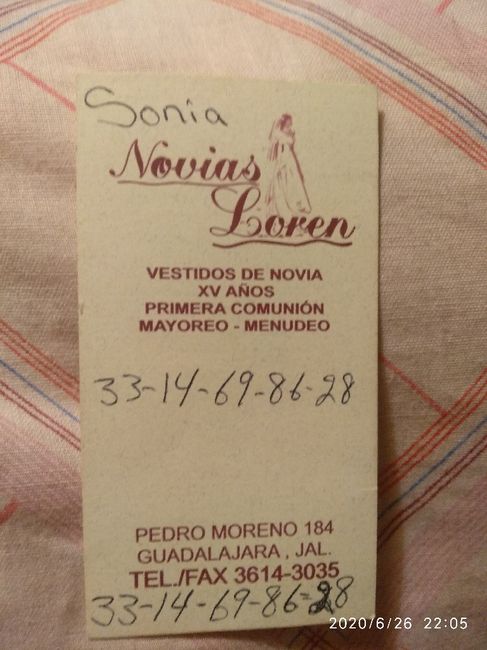 Sonia
Novias
Loren
VESTIDOS DE NOVIA
XV AÑOS
PRIMERA COMUNIÓN
MAYOREO - MENUDEO
33-14-69-86-28
PEDRO MORENO 184
GUADALAJARA , JAL.
TEL./FAX 3614-3035
33-14-69-86-28
2020/6/26 22:05